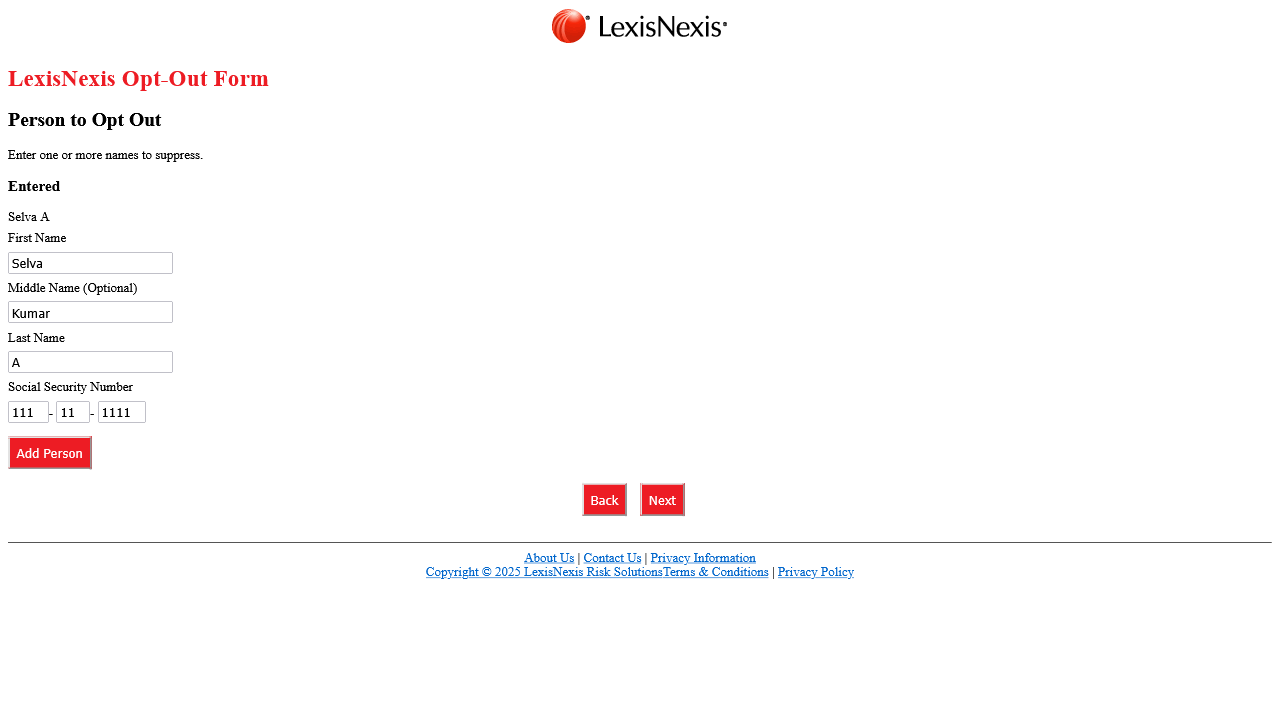 LexisNexis
LexisNexis Opt-Out Form
Person to Opt Out
Enter one or more names to suppress.
Entered
Selva A
First Name
Selva
Middle Name (Optional)
Kumar
Last Name
A
Social Security Number
111 - 11 - 1111
Add Person
Back Next
About Us | Contact Us | Privacy Information
Copyright © 2025 LexisNexis Risk SolutionsTerms & Conditions | Privacy Policy